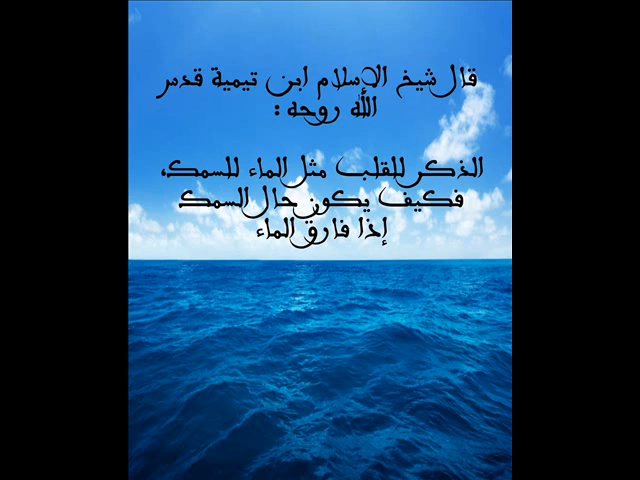 قال شيخ الإسلام ابن تيمية قدس
الله روحه :
الذكر للقلب مثل الماء للسمك،
فكيف يكون حال السمك
إذا فارق الماء